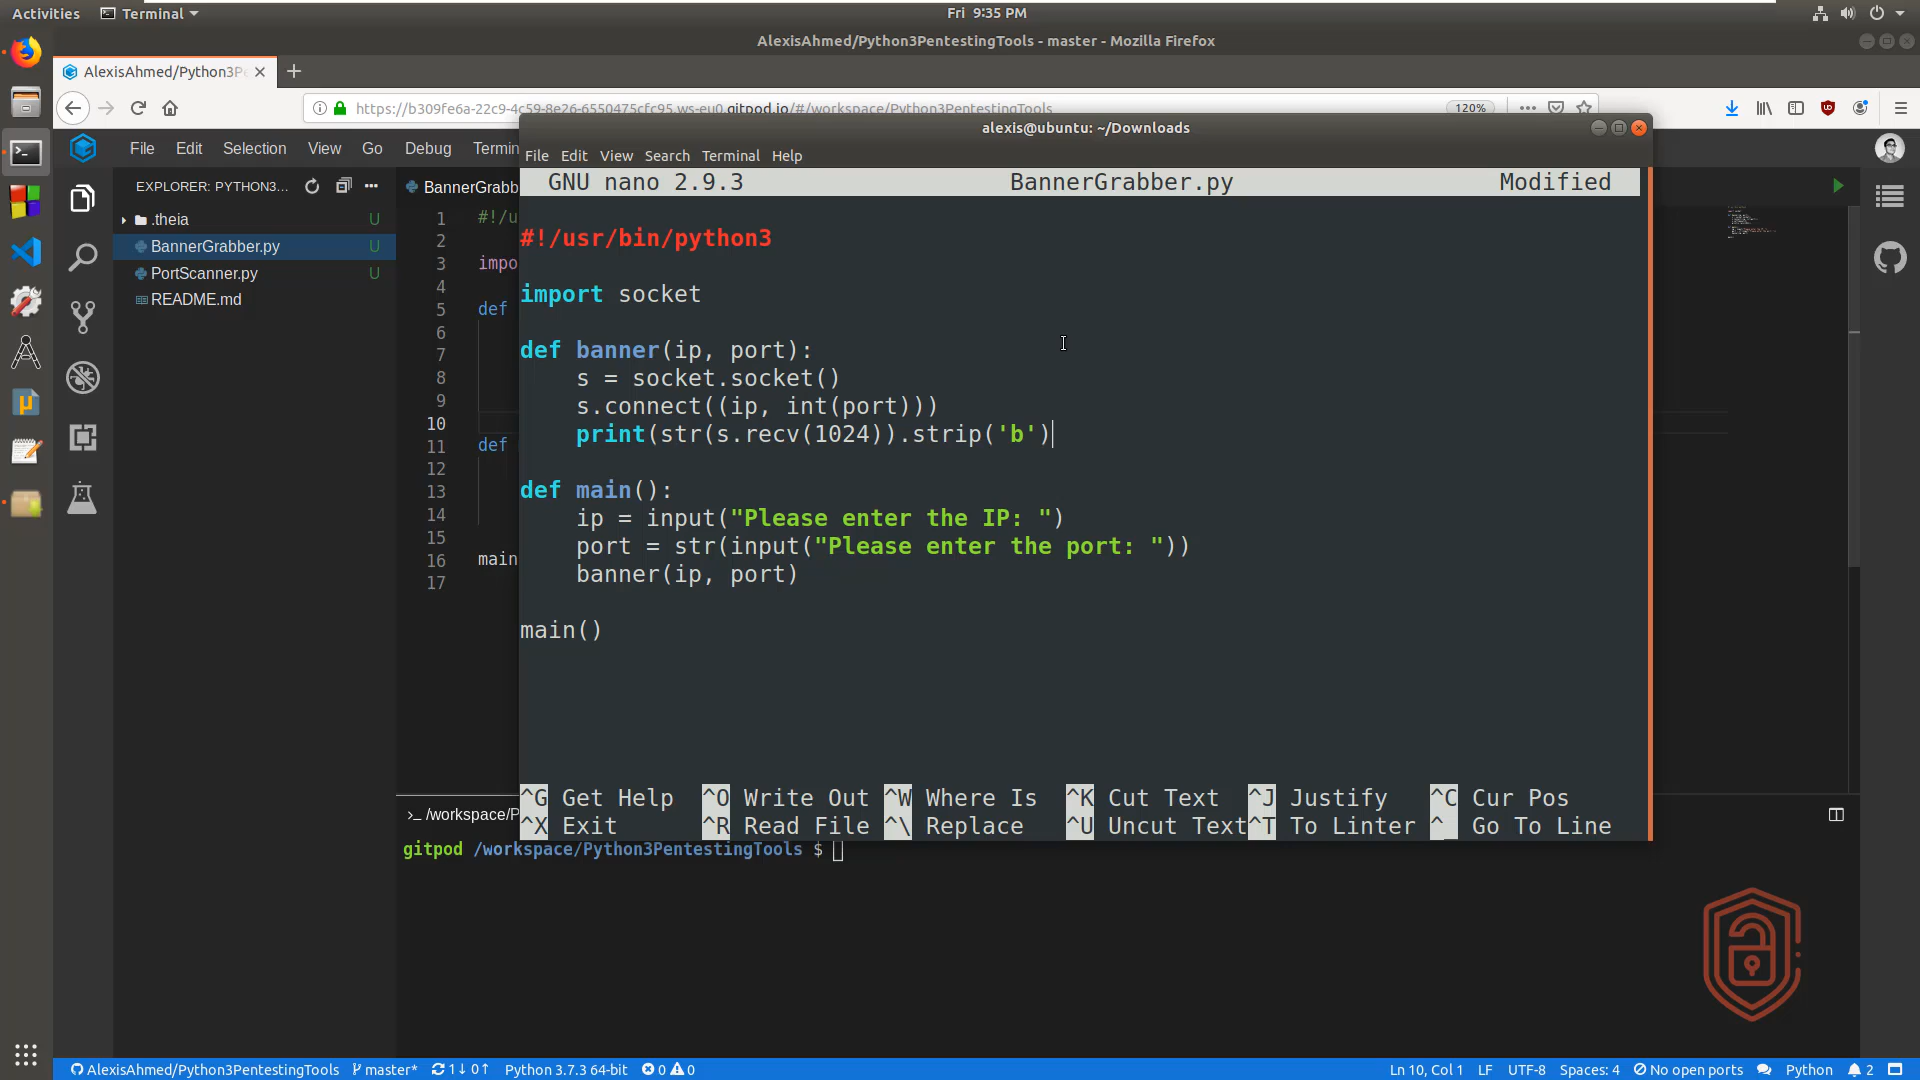 Activities
Terminal
Fri 9:35 PM
AlexisAhmed/Python3PentestingTools - master - Mozilla Firefox
AlexisAhmed/Python3P
https://b309fe6a-22c9-4c59-8e26-6550475cfc95.ws-eu0.gitpod.io/#/workspace/Python3PentestingTools
120%
alexis@ubuntu: ~/Downloads
File Edit Selection View Go Debug Termin
File Edit View Search Terminal Help
EXPLORER: PYTHON3...
BannerGrabb
GNU nano 2.9.3 BannerGrabber.py Modified
.theia U
BannerGrabber.py U
PortScanner.py U
README.md
1 #!/u
2
3 impo
4
5 def
6
7
8
9
10
11 def
12
13
14
15
16 main
17
#!/usr/bin/python3
import socket
def banner(ip, port):
s = socket.socket()
s.connect((ip, int(port)))
print(str(s.recv(1024)).strip('b')
def main():
ip = input("Please enter the IP: ")
port = str(input("Please enter the port: "))
banner(ip, port)
main()
^G Get Help ^O Write Out ^W Where Is ^K Cut Text ^J Justify ^C Cur Pos
^X Exit ^R Read File ^\ Replace ^U Uncut Text ^T To Linter ^_ Go To Line
>_ /workspace/P
gitpod /workspace/Python3PentestingTools $
AlexisAhmed/Python3PentestingTools master* 1↓ 0↑ Python 3.7.3 64-bit 0 0 Ln 10, Col 1 LF UTF-8 Spaces: 4 No open ports Python 2